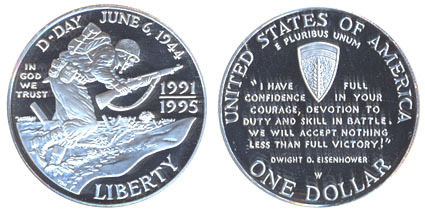 D-DAY JUNE 6, 1944
IN
GOD
WE
TRUST
1991
1995
LIBERTY
UNITED STATES OF AMERICA
E PLURIBUS UNUM
"I HAVE FULL
CONFIDENCE IN YOUR
COURAGE, DEVOTION TO
DUTY AND SKILL IN BATTLE.
WE WILL ACCEPT NOTHING
LESS THAN FULL VICTORY!"
DWIGHT D. EISENHOWER
W
ONE DOLLAR